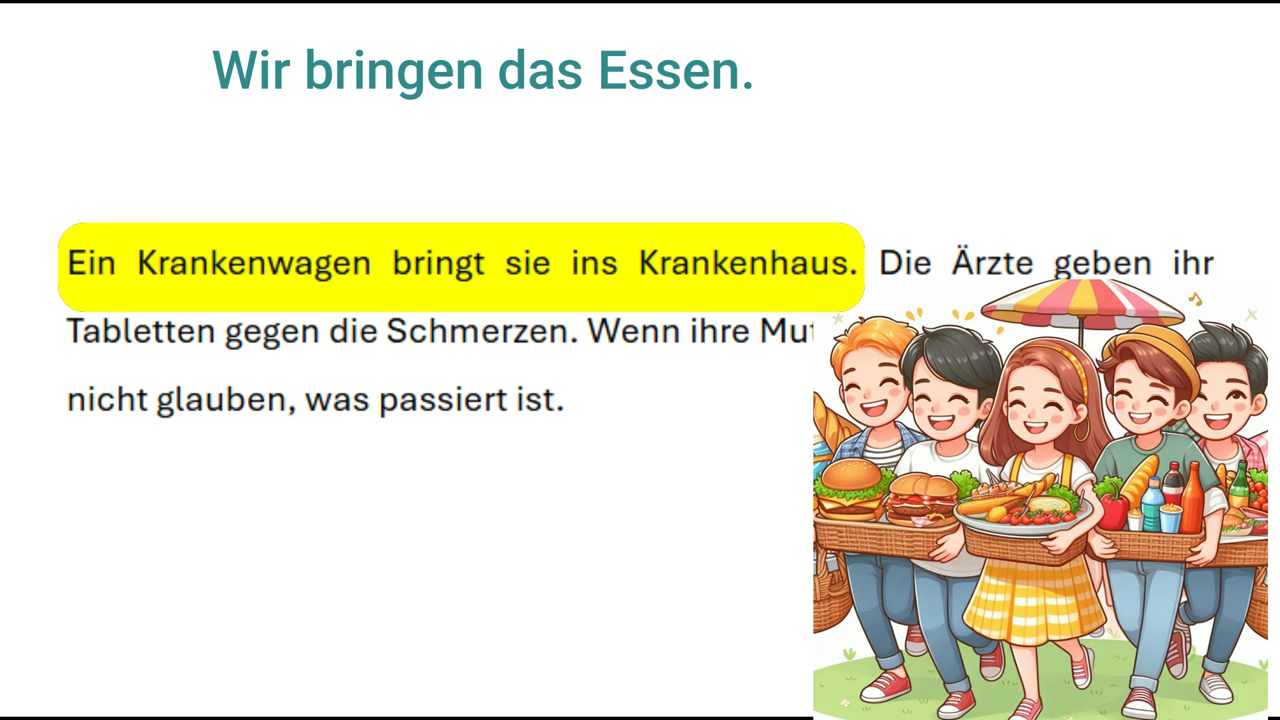 Wir bringen das Essen.
Ein Krankenwagen bringt sie ins Krankenhaus. Die Ärzte geben ihr
Tabletten gegen die Schmerzen. Wenn ihre
nicht glauben, was passiert ist.